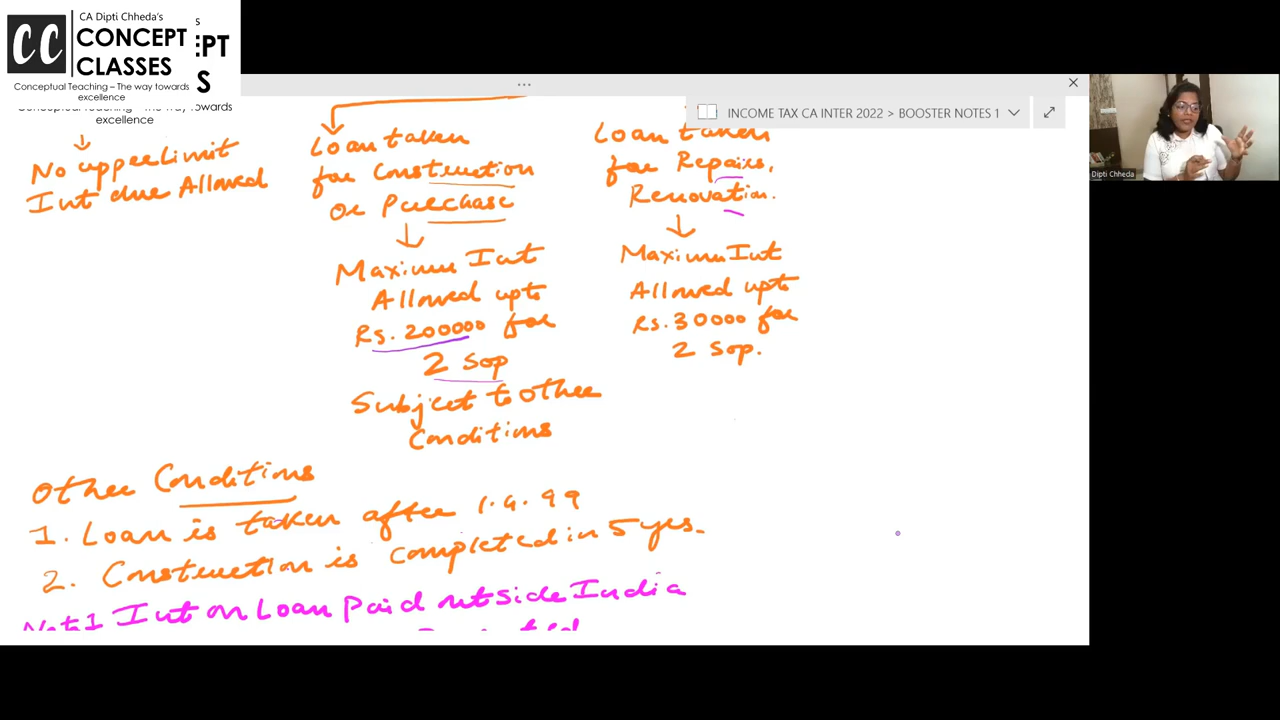 CA Dipti Chheda's
CONCEPT
CLASSES
Conceptual Teaching – The way towards
excellence
excellence
INCOME TAX CA INTER 2022 > BOOSTER NOTES 1
Dipti Chheda
No upper limit
Int due Allowed
Loan taken
for Construction
or Purchase
Maximum Int
Allowed upto
Rs. 200000 for
2 Sop
Subject to other
Conditions
Loan taken
for Repairs,
Renovation.
Maximum Int
Allowed upto
Rs. 30000 for
2 Sop.
Other Conditions
1. Loan is taken after 1.4.99
2. Construction is completed in 5 yrs.
Note 1 Int on Loan Paid outside India